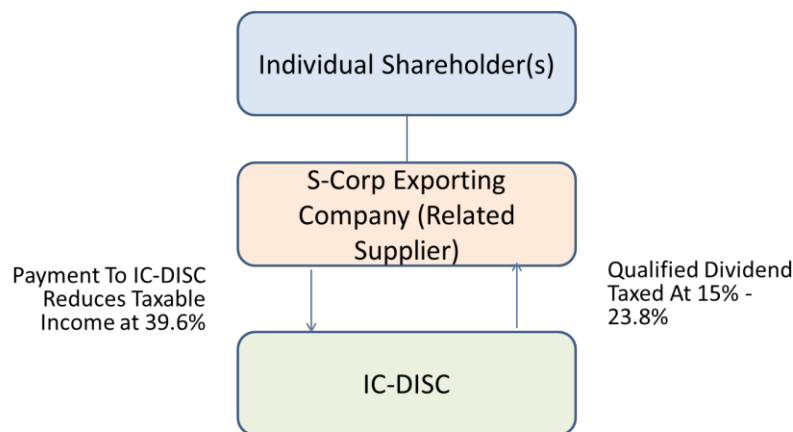 Individual Shareholder(s)
S-Corp Exporting
Company (Related
Supplier)
Payment To IC-DISC
Reduces Taxable
Income at 39.6%
Qualified Dividend
Taxed At 15% -
23.8%
IC-DISC